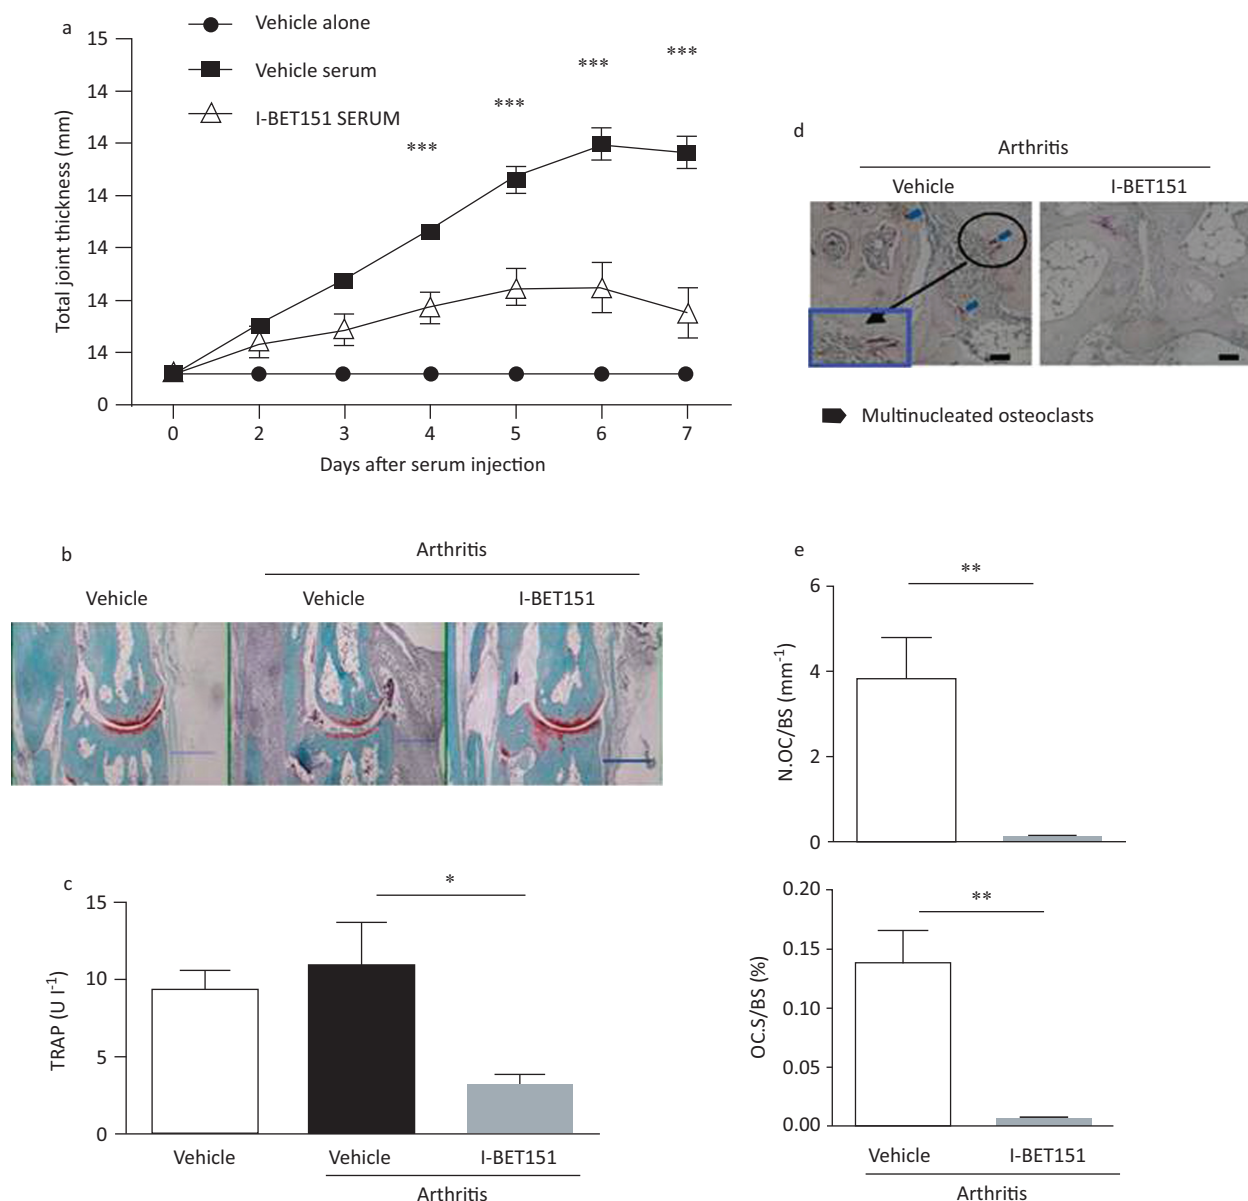 a
Vehicle alone
Vehicle serum
I-BET151 SERUM
Total joint thickness (mm)
15
14
14
14
14
14
14
0
***
***
***
***
0 2 3 4 5 6 7
Days after serum injection
d
Arthritis
Vehicle I-BET151
Multinucleated osteoclasts
b
Arthritis
Vehicle Vehicle I-BET151
c
TRAP (U l-1)
15
10
5
0
*
Vehicle Vehicle I-BET151
Arthritis
e
N.OC/BS (mm-1)
6
4
2
0
**
OC.S/BS (%)
0.20
0.15
0.10
0.05
0.00
**
Vehicle I-BET151
Arthritis